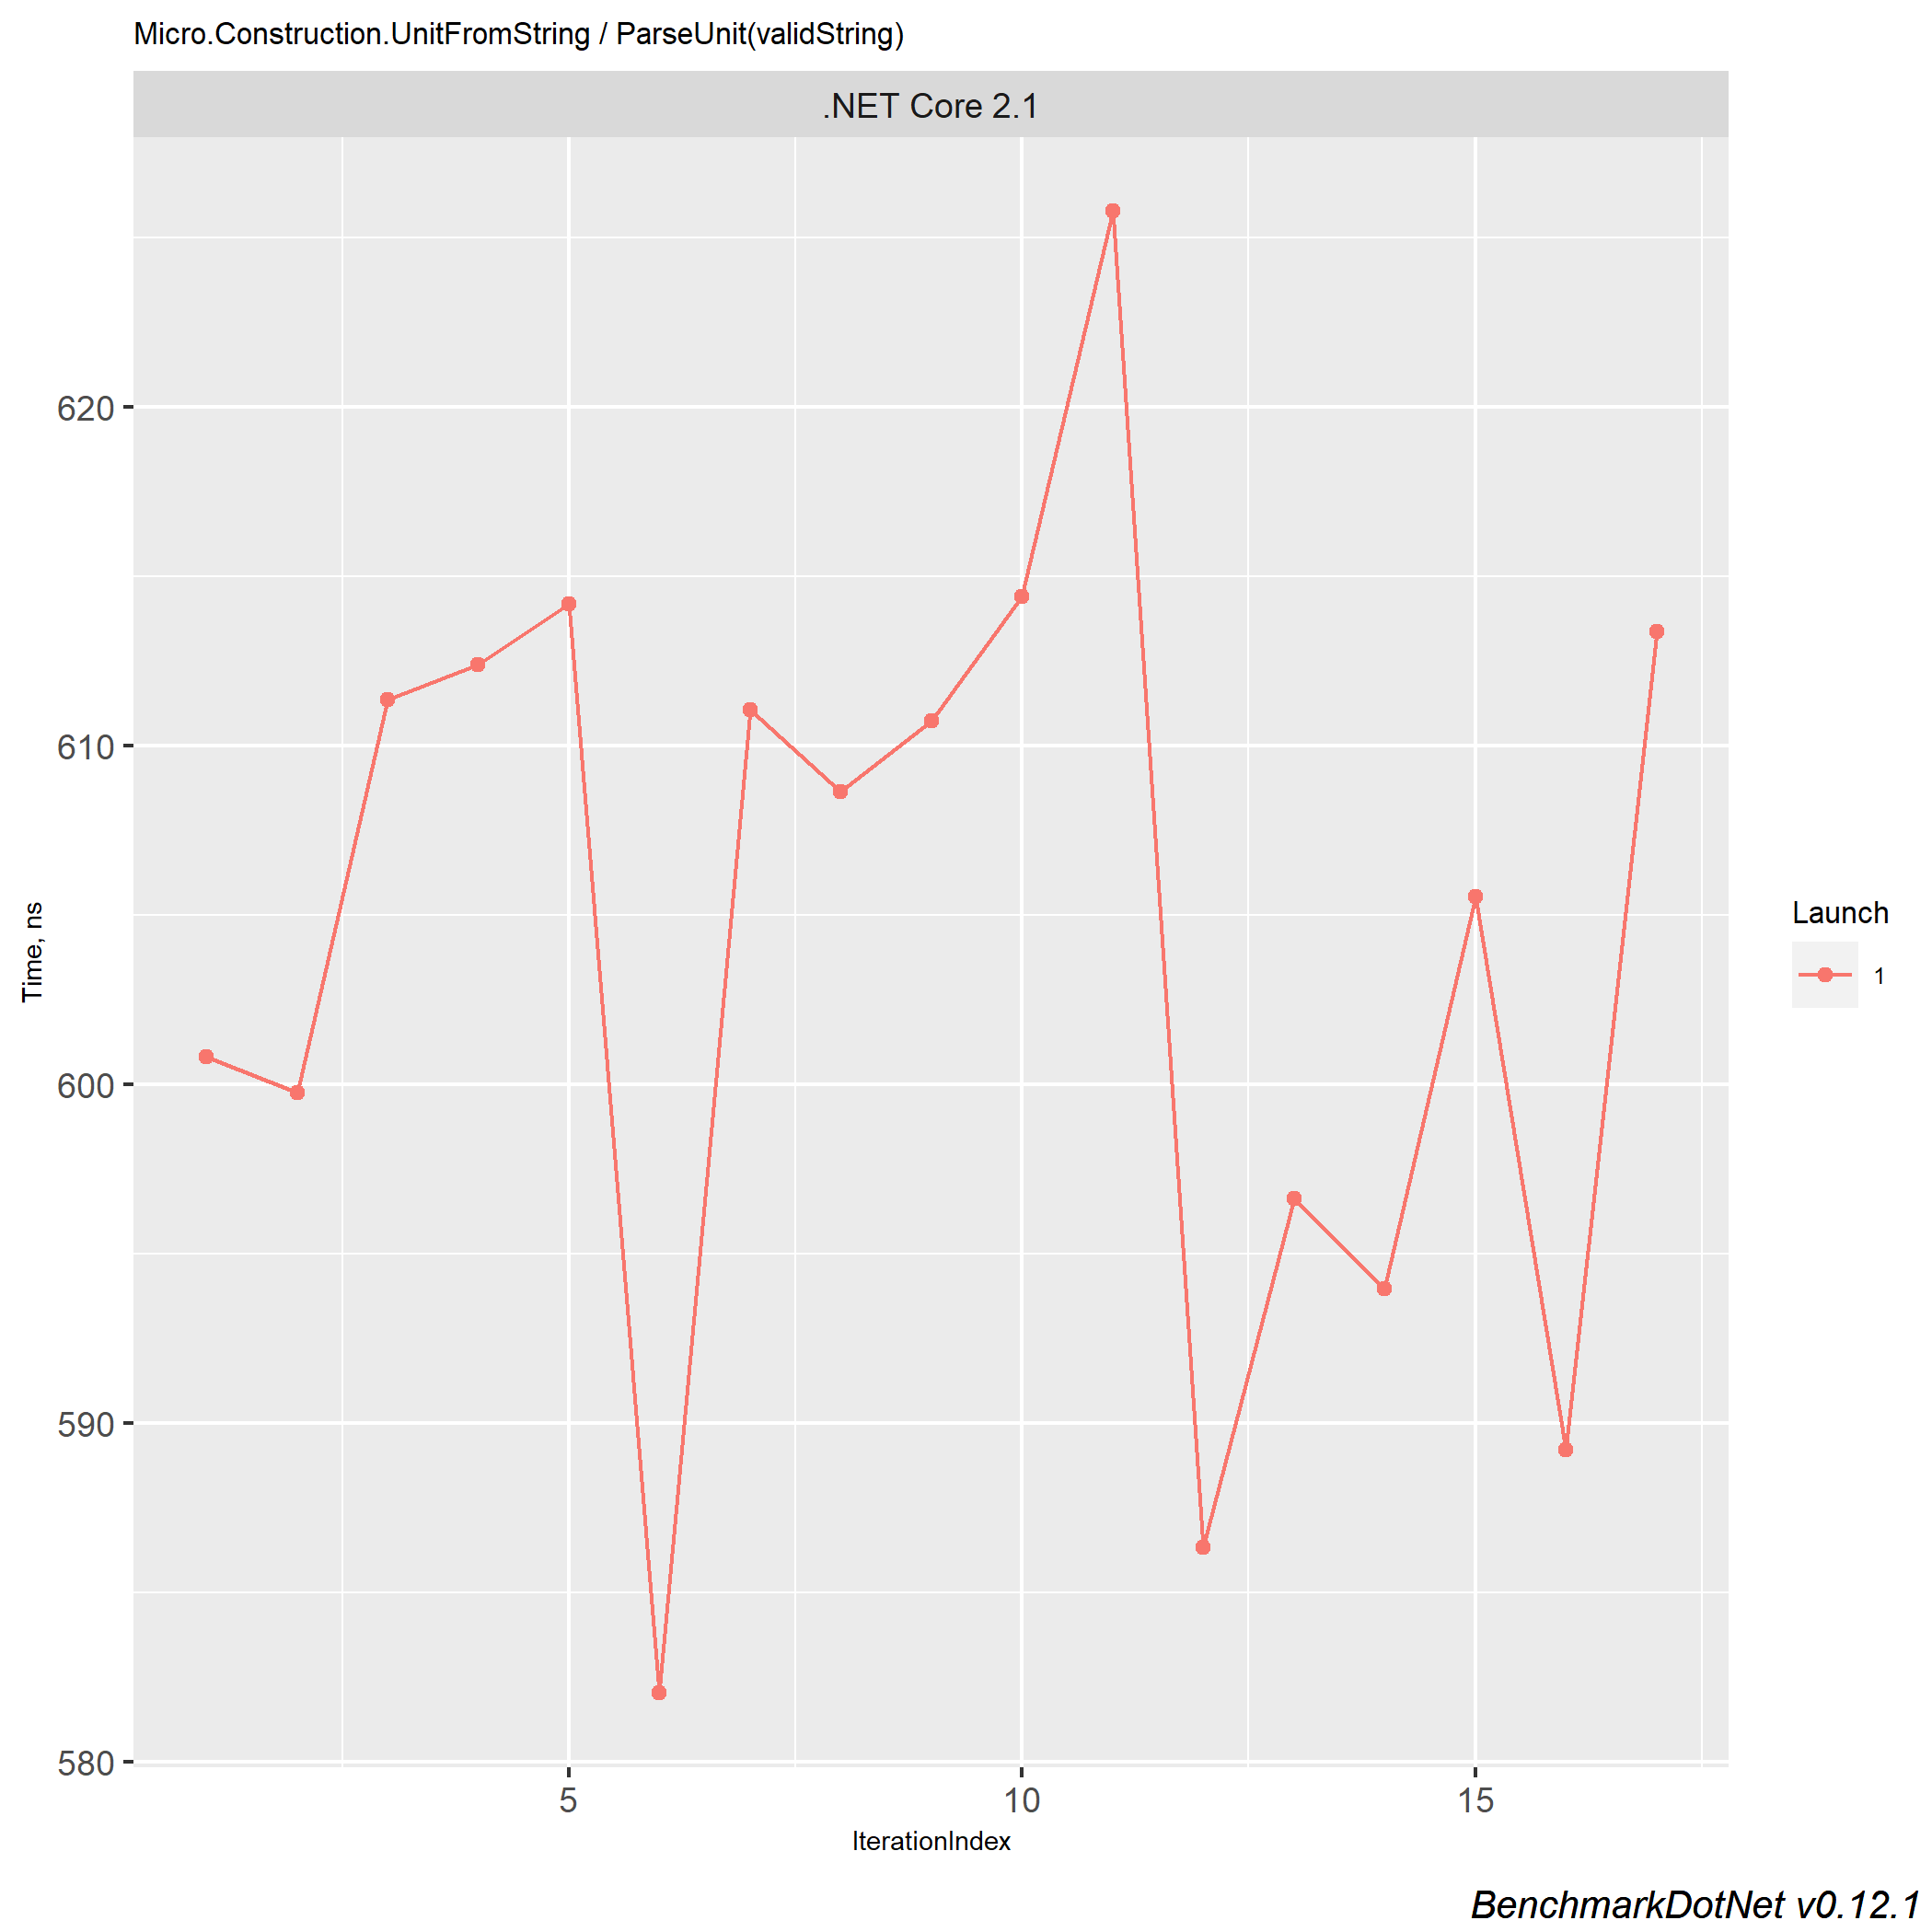 Micro.Construction.UnitFromString / ParseUnit(validString)
.NET Core 2.1
620
610
600
590
580
Time, ns
5 10 15
IterationIndex
Launch
1
BenchmarkDotNet v0.12.1